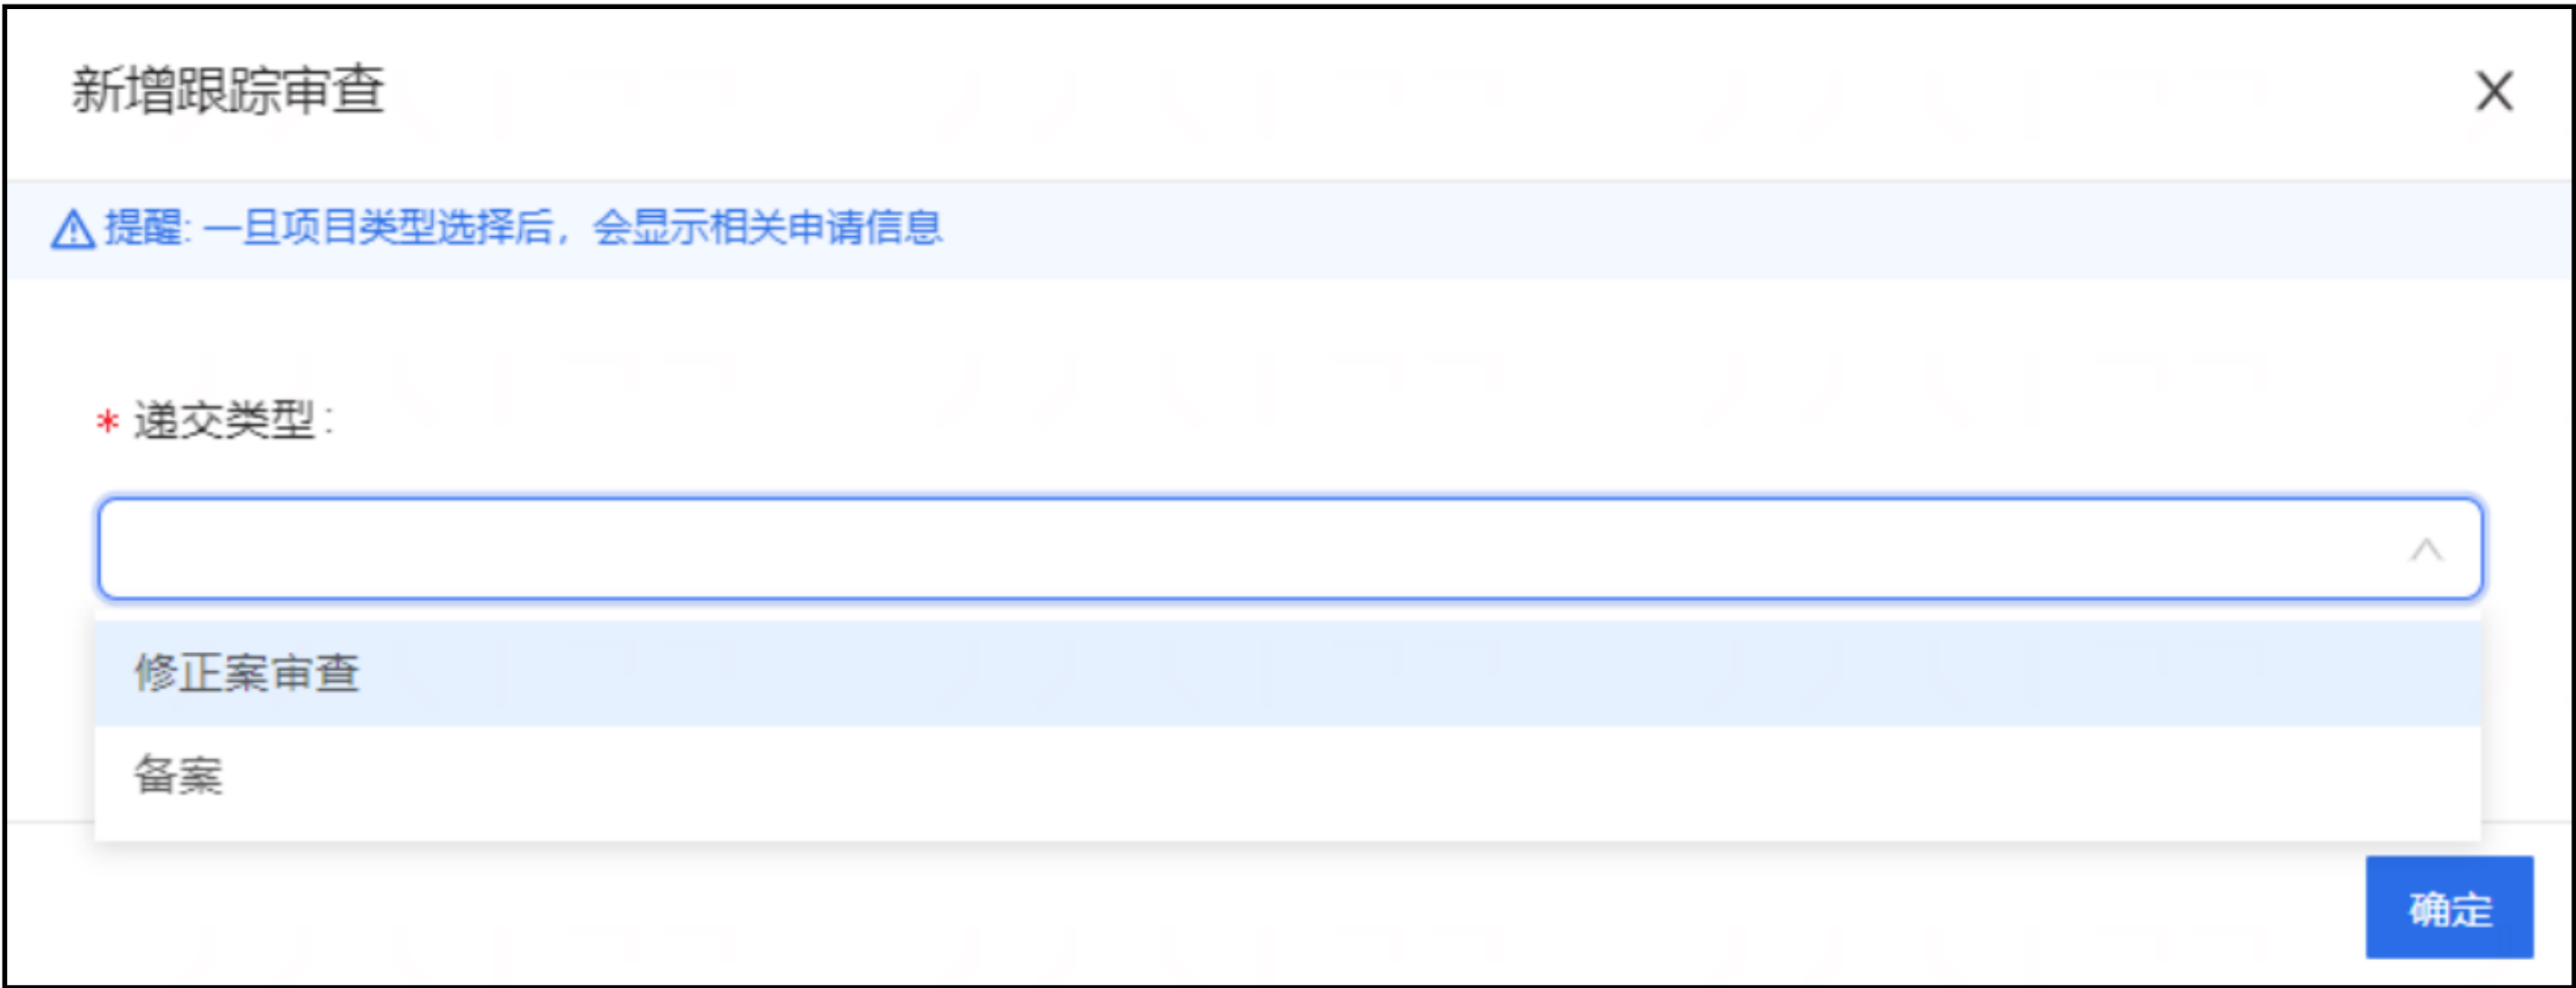 新增跟踪审查
提醒: 一旦项目类型选择后，会显示相关申请信息
* 递交类型:
修正案审查
备案
确定